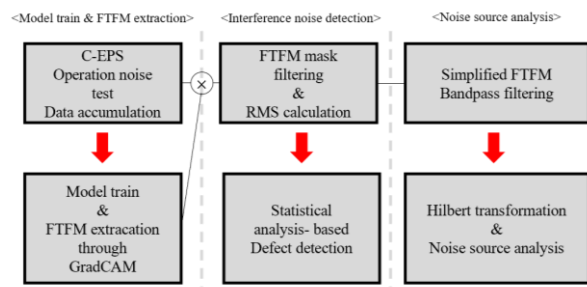 <Model train & FTFM extraction>
<Interference noise detection>
<Noise source analysis>
C-EPS
Operation noise
test
Data accumulation
×
FTFM mask
filtering
&
RMS calculation
Simplified FTFM
Bandpass filtering
Model train
&
FTFM extracation
through
GradCAM
Statistical
analysis- based
Defect detection
Hilbert transformation
&
Noise source analysis